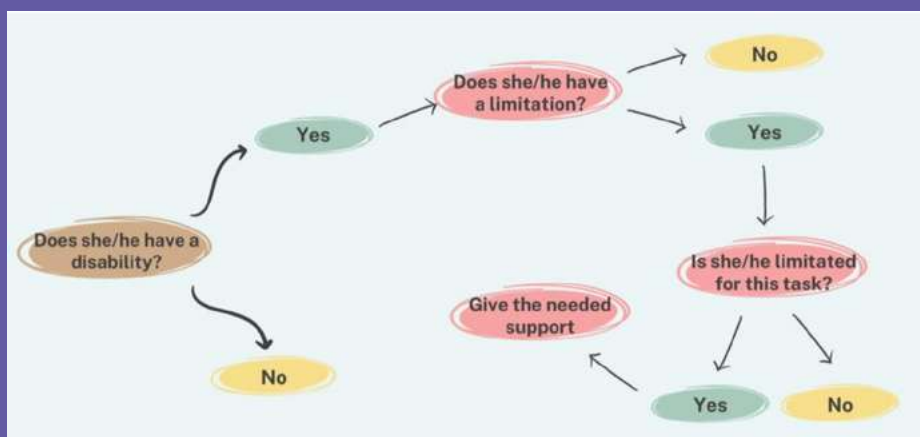 Does she/he have a
disability?
Yes
No
Does she/he have
a limitation?
No
Yes
Is she/he limitated
for this task?
Yes
No
Give the needed
support